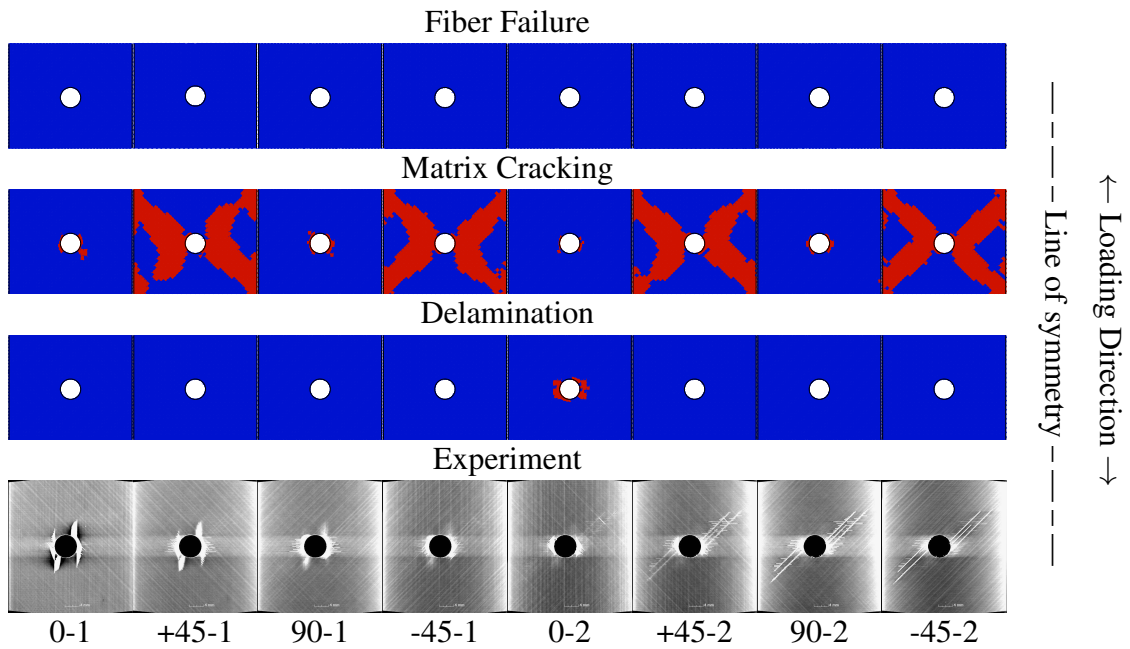 Fiber Failure
Matrix Cracking
Delamination
Experiment
0-1 +45-1 90-1 -45-1 0-2 +45-2 90-2 -45-2
Line of symmetry
← Loading Direction →